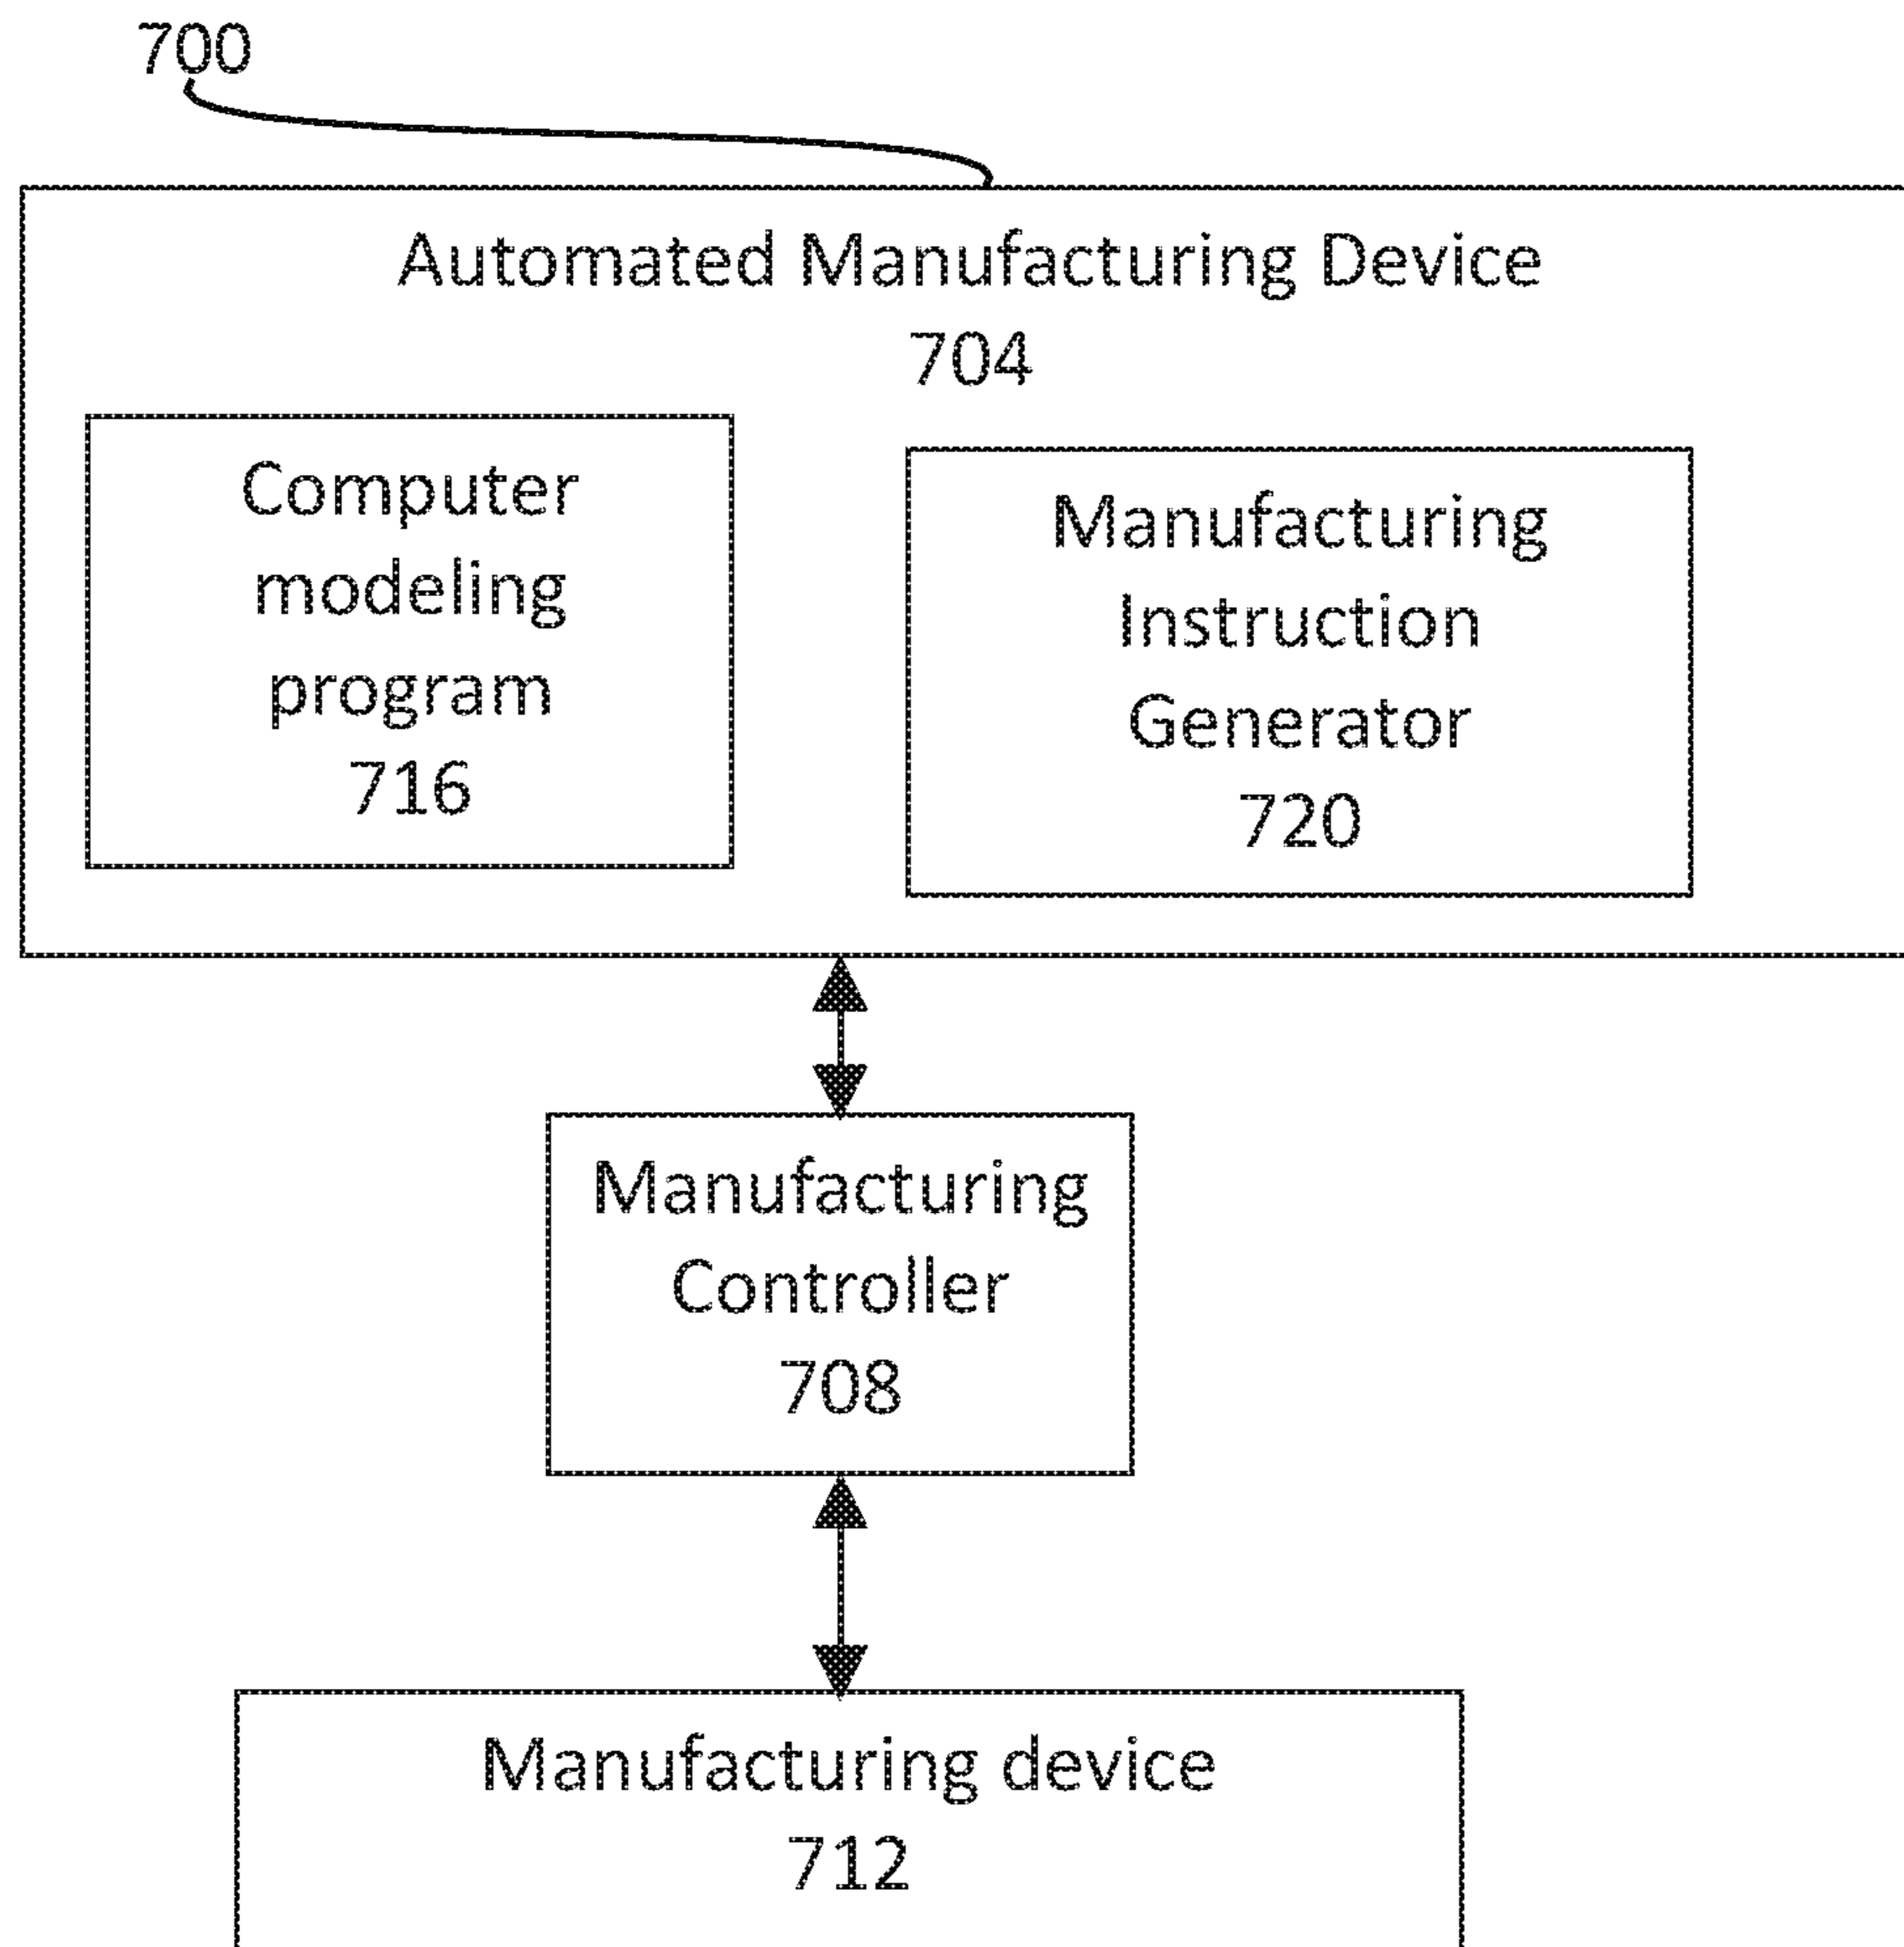 700
Automated Manufacturing Device
704
Computer
modeling
program
716
Manufacturing
Instruction
Generator
720
Manufacturing
Controller
708
Manufacturing device
712